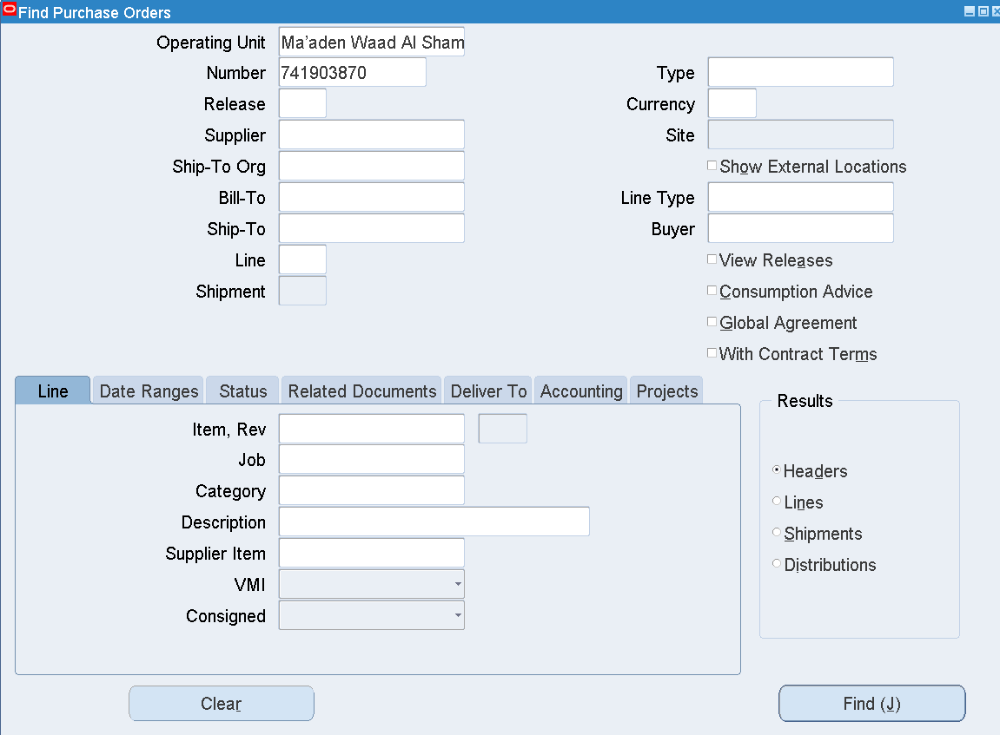 Find Purchase Orders
Operating Unit Ma'aden Waad Al Sham
Number 741903870 Type
Release Currency
Supplier Site
Ship-To Org Show External Locations
Bill-To Line Type
Ship-To Buyer
Line View Releases
Shipment Consumption Advice
Global Agreement
With Contract Terms
Line Date Ranges Status Related Documents Deliver To Accounting Projects
Results
Item, Rev
Job
Category
Description
Supplier Item
VMI
Consigned
Headers
Lines
Shipments
Distributions
Clear Find (J)